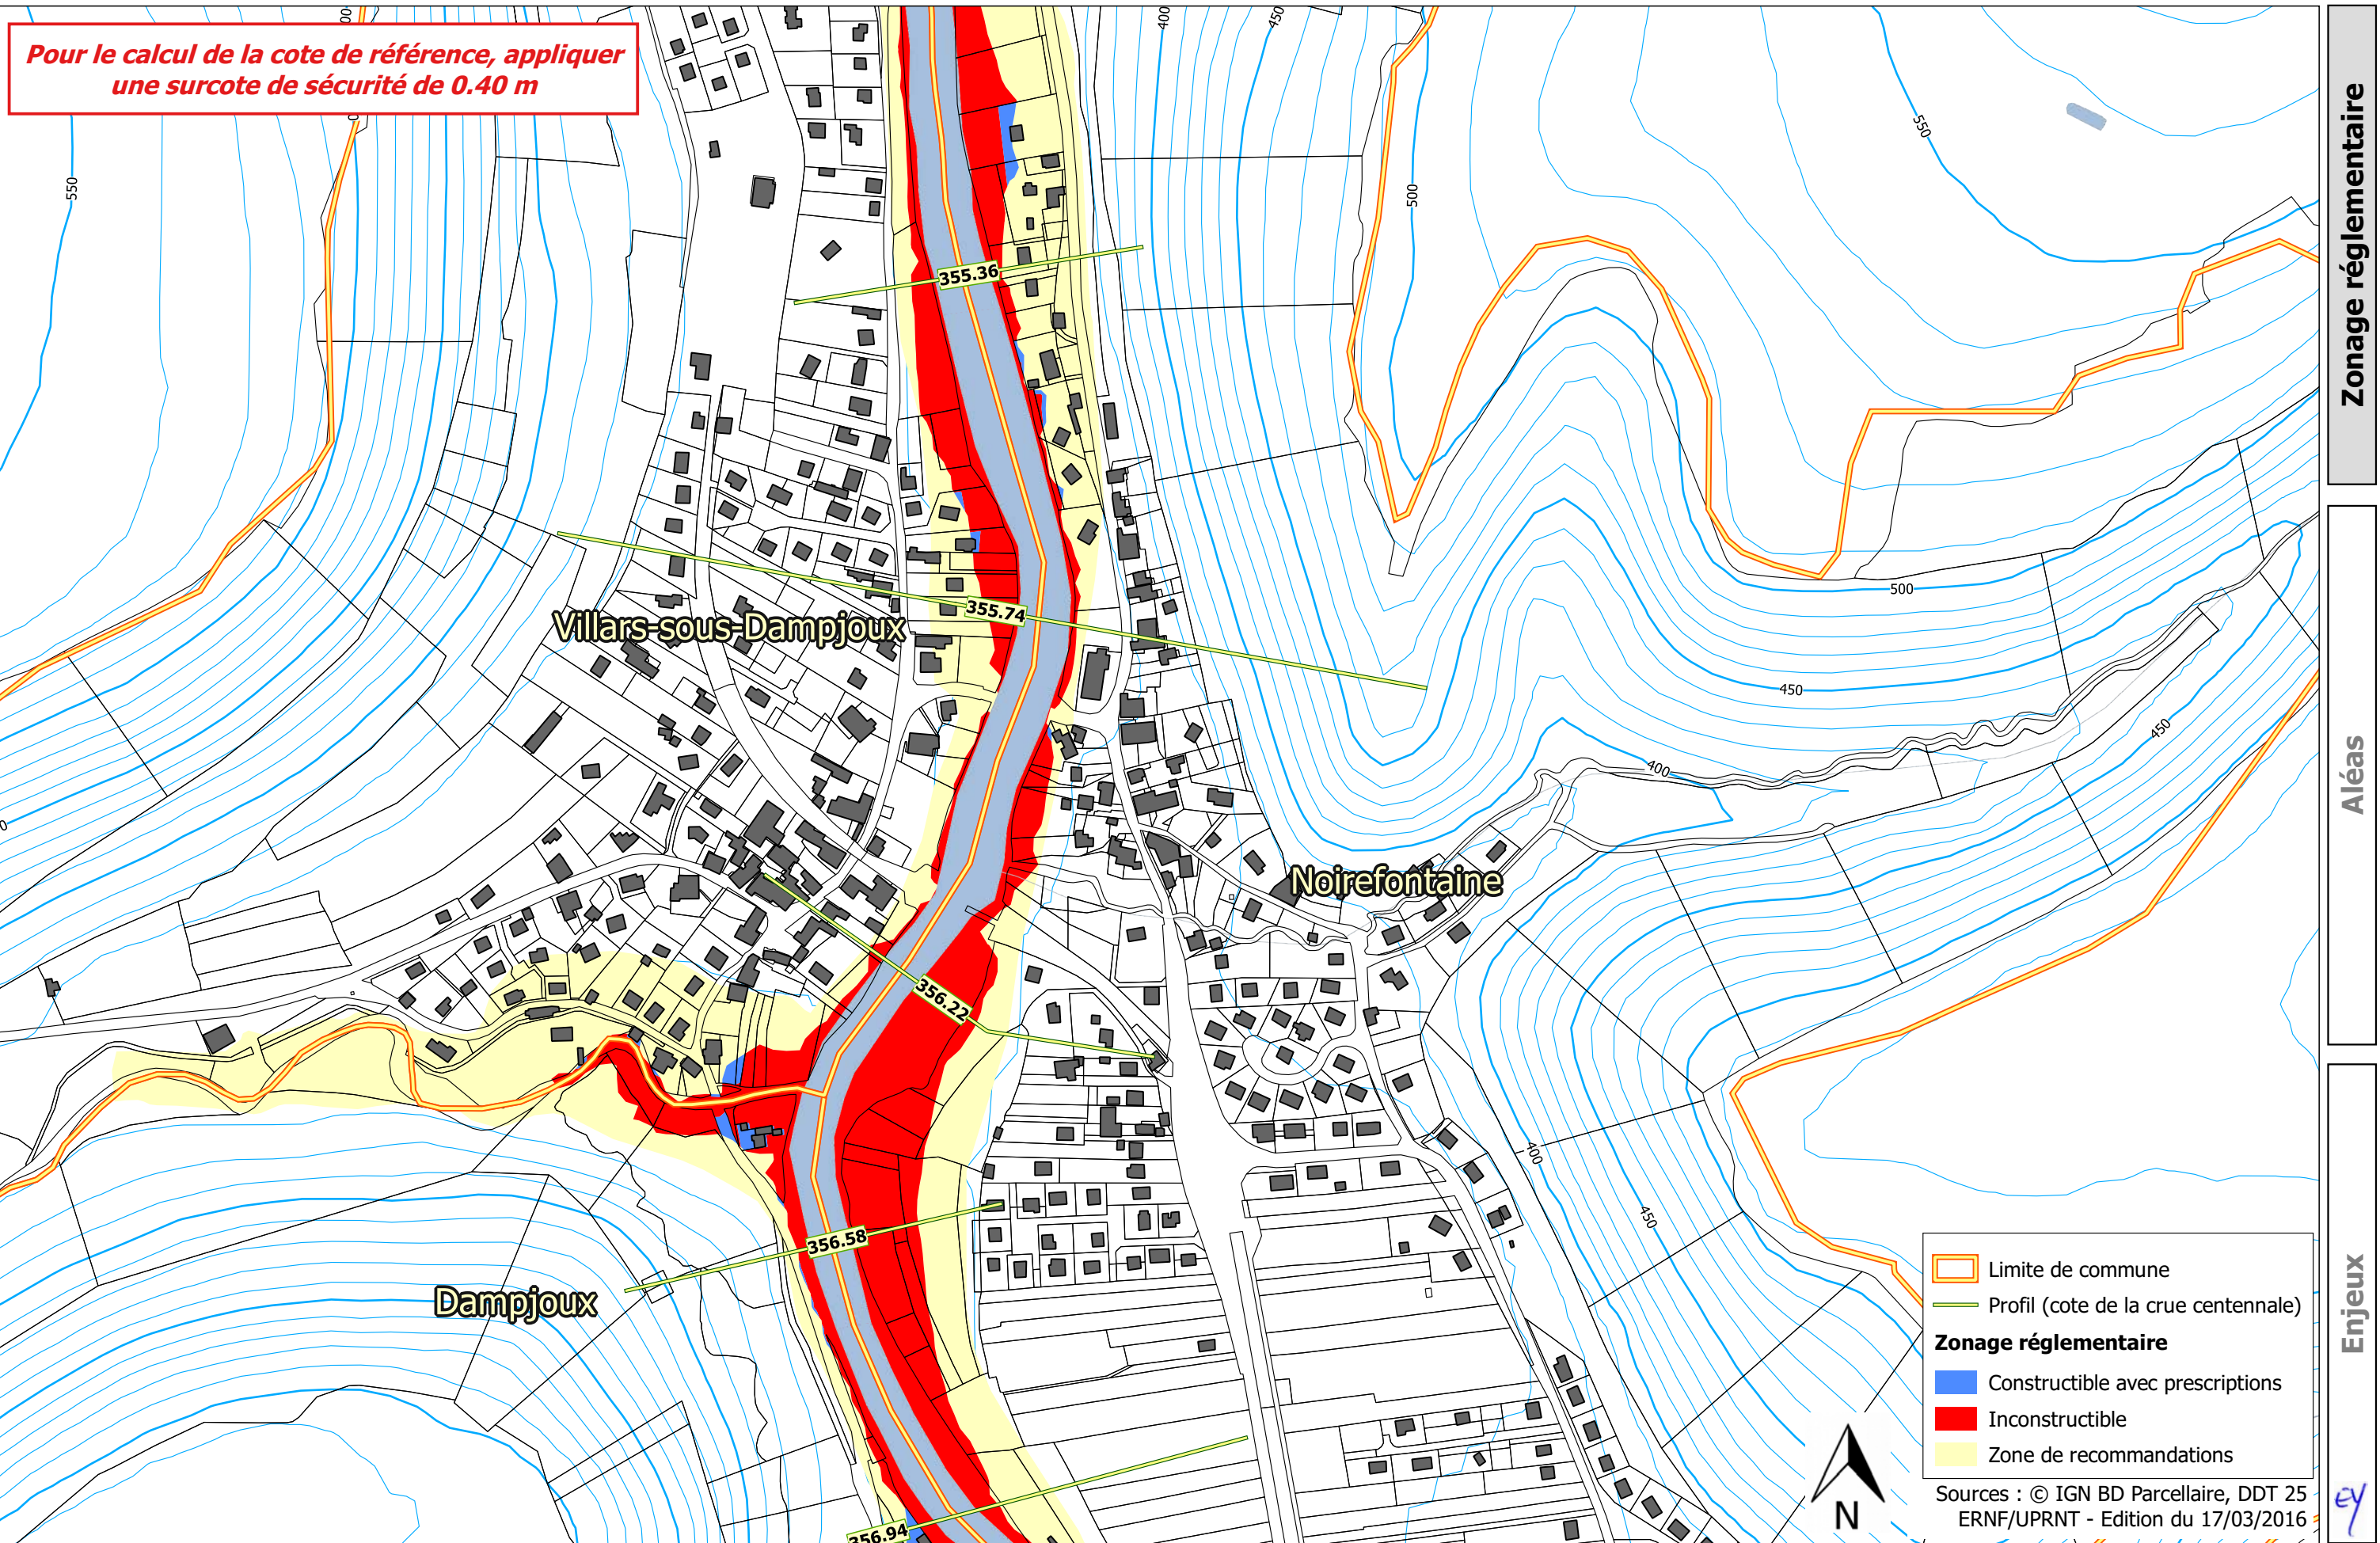 Pour le calcul de la cote de référence, appliquer
une surcote de sécurité de 0.40 m
400
450
550
550
500
355.36
355.74
Villars-sous-Dampjoux
500
450
450
400
Noirefontaine
356.22
400
450
356.58
Dampjoux
356.94
Limite de commune
Profil (cote de la crue centennale)
Zonage réglementaire
Constructible avec prescriptions
Inconstructible
Zone de recommandations
N
Sources : © IGN BD Parcellaire, DDT 25
ERNF/UPRNT - Edition du 17/03/2016
Zonage réglementaire
Aléas
Enjeux
EY